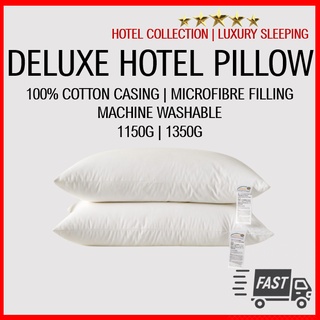 HOTEL COLLECTION | LUXURY SLEEPING
DELUXE HOTEL PILLOW
100% COTTON CASING | MICROFIBRE FILLING
MACHINE WASHABLE
1150G | 1350G
FAST